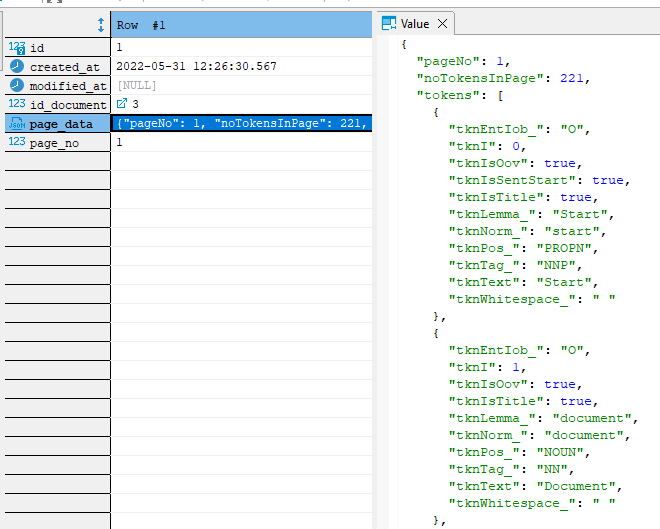 Row #1
123 id 1
created_at 2022-05-31 12:26:30.567
modified_at [NULL]
123 id_document 3
JSON page_data {"pageNo": 1, "noTokensInPage": 221,
123 page_no 1
Value
{
"pageNo": 1,
"noTokensInPage": 221,
"tokens": [
{
"tknEntIob_": "O",
"tknI": 0,
"tknIsOov": true,
"tknIsSentStart": true,
"tknIsTitle": true,
"tknLemma_": "Start",
"tknNorm_": "start",
"tknPos_": "PROPN",
"tknTag_": "NNP",
"tknText": "Start",
"tknWhitespace_": " "
},
{
"tknEntIob_": "O",
"tknI": 1,
"tknIsOov": true,
"tknIsTitle": true,
"tknLemma_": "document",
"tknNorm_": "document",
"tknPos_": "NOUN",
"tknTag_": "NN",
"tknText": "Document",
"tknWhitespace_": " "
},